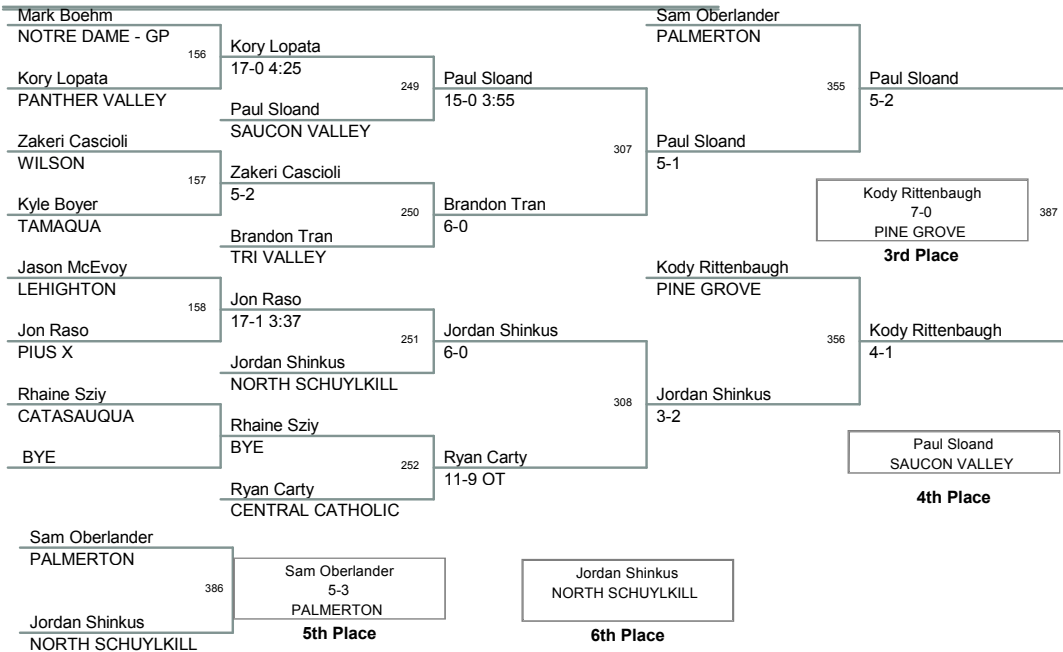 Mark Boehm
NOTRE DAME - GP
156
Kory Lopata
PANTHER VALLEY
Zakeri Cascioli
WILSON
157
Kyle Boyer
TAMAQUA
Jason McEvoy
LEHIGHTON
158
Jon Raso
PIUS X
Rhaine Sziy
CATASAUQUA
BYE
Kory Lopata
17-0 4:25
249
Paul Sloand
SAUCON VALLEY
Zakeri Cascioli
5-2
250
Brandon Tran
TRI VALLEY
Jon Raso
17-1 3:37
251
Jordan Shinkus
NORTH SCHUYLKILL
Rhaine Sziy
BYE
252
Ryan Carty
CENTRAL CATHOLIC
Paul Sloand
15-0 3:55
307
Brandon Tran
6-0
Jordan Shinkus
6-0
308
Ryan Carty
11-9 OT
Sam Oberlander
PALMERTON
355
Paul Sloand
5-1
Kody Rittenbaugh
PINE GROVE
356
Jordan Shinkus
3-2
Paul Sloand
5-2
Kody Rittenbaugh
7-0
PINE GROVE
387
3rd Place
Kody Rittenbaugh
4-1
Paul Sloand
SAUCON VALLEY
4th Place
Sam Oberlander
PALMERTON
386
Jordan Shinkus
NORTH SCHUYLKILL
Sam Oberlander
5-3
PALMERTON
5th Place
Jordan Shinkus
NORTH SCHUYLKILL
6th Place